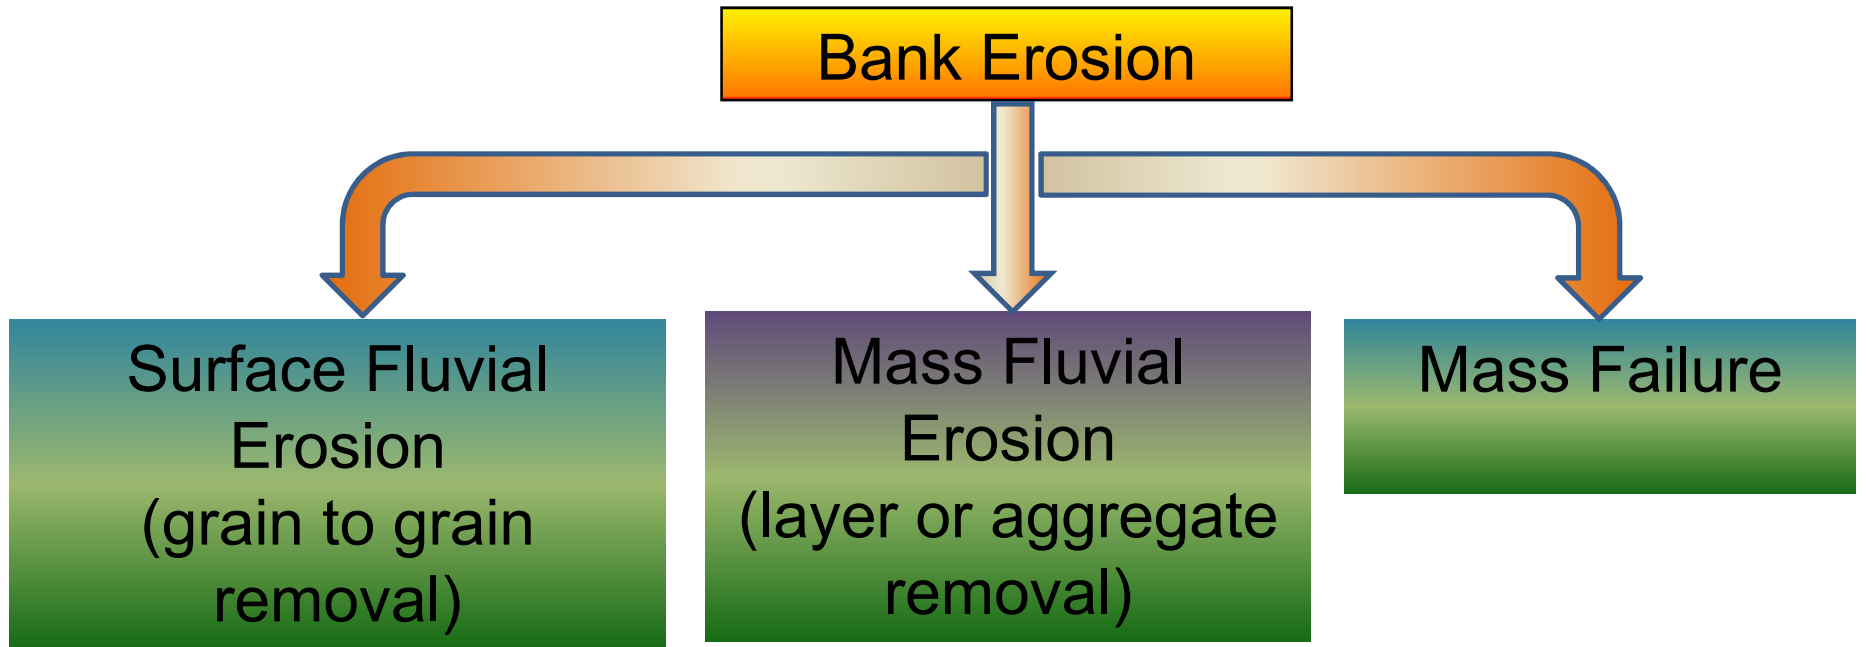 Bank Erosion
Surface Fluvial
Erosion
(grain to grain
removal)
Mass Fluvial
Erosion
(layer or aggregate
removal)
Mass Failure